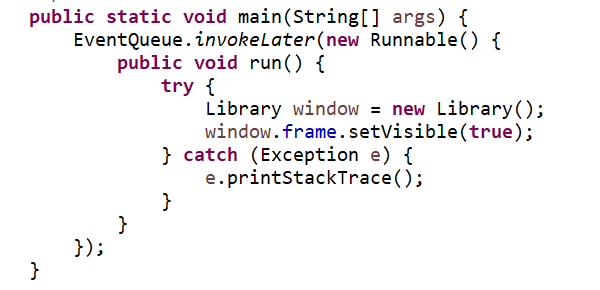 public static void main(String[] args) {
EventQueue.invokeLater(new Runnable() {
public void run() {
try {
Library window = new Library();
window.frame.setVisible(true);
} catch (Exception e) {
e.printStackTrace();
}
}
});
}